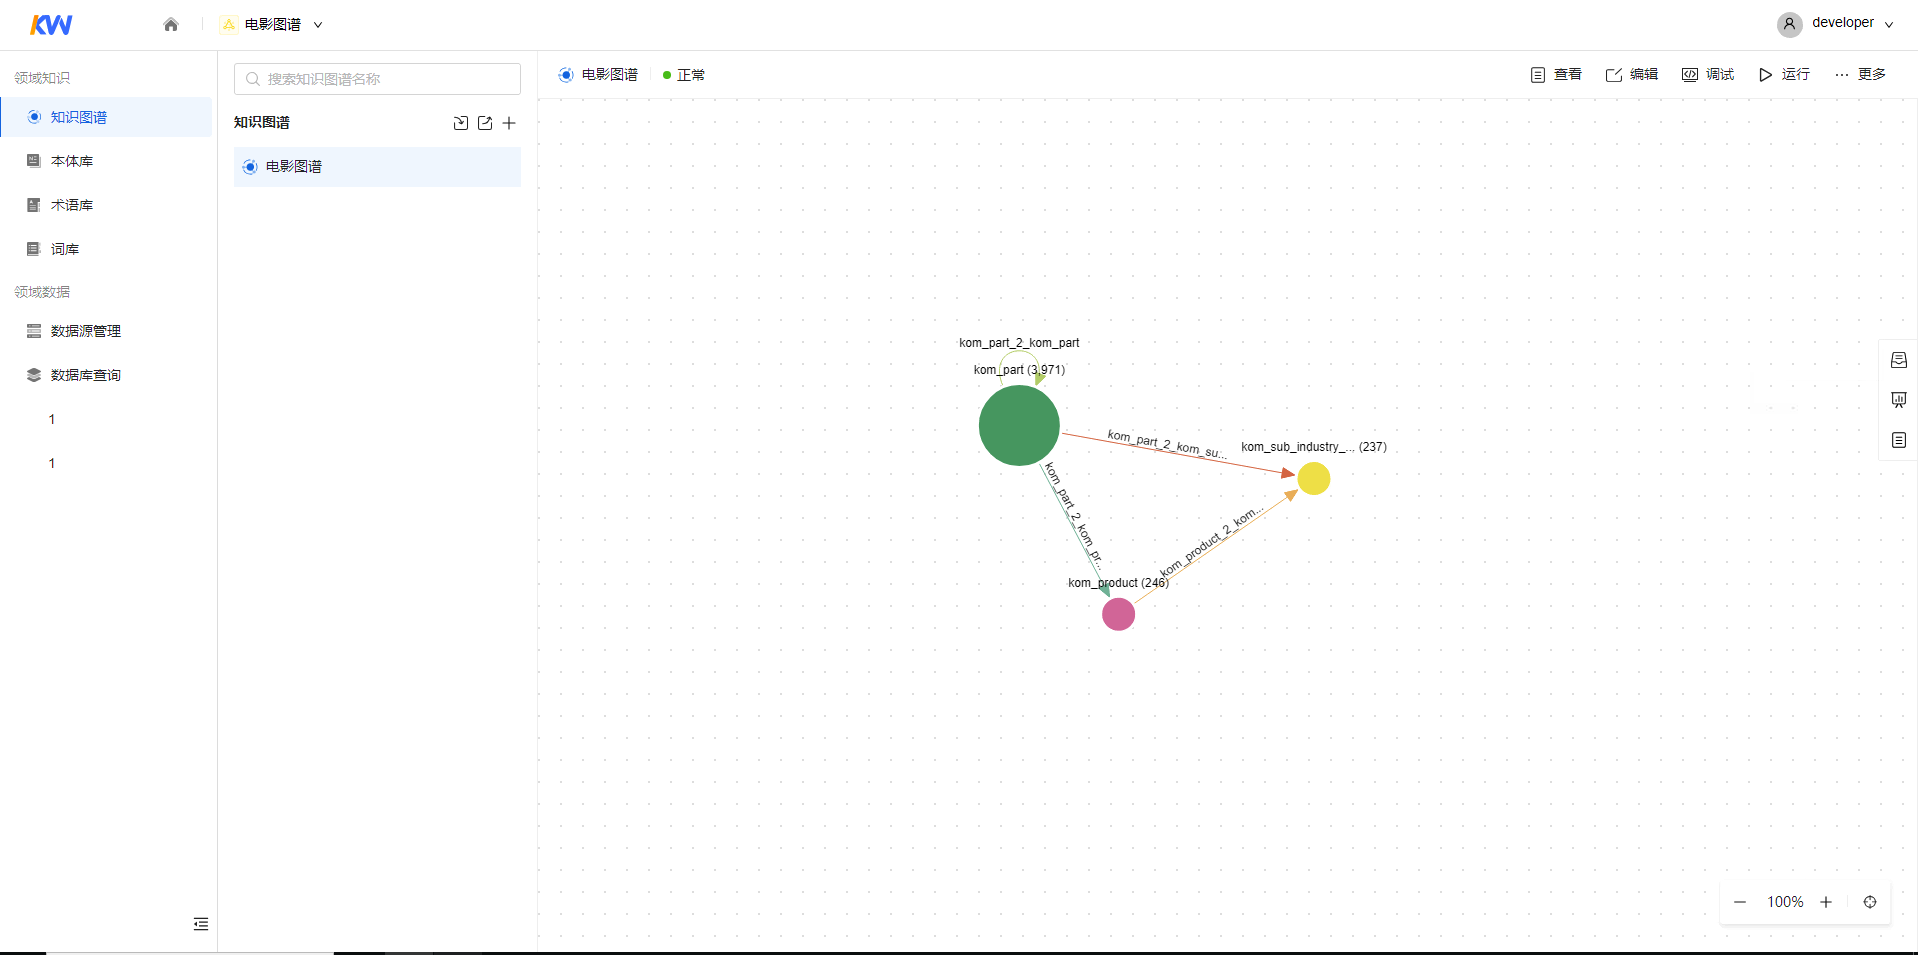 KW
电影图谱
developer
领域知识
知识图谱
本体库
术语库
词库
领域数据
数据源管理
数据库查询
1
1
搜索知识图谱名称
知识图谱
电影图谱
电影图谱
正常
查看
编辑
调试
运行
更多
kom_part_2_kom_part
kom_part (3,971)
kom_part_2_kom_su...
kom_sub_industry_... (237)
kom_part_2_kom_pr...
kom_product_2_kom...
kom_product (246)
100%